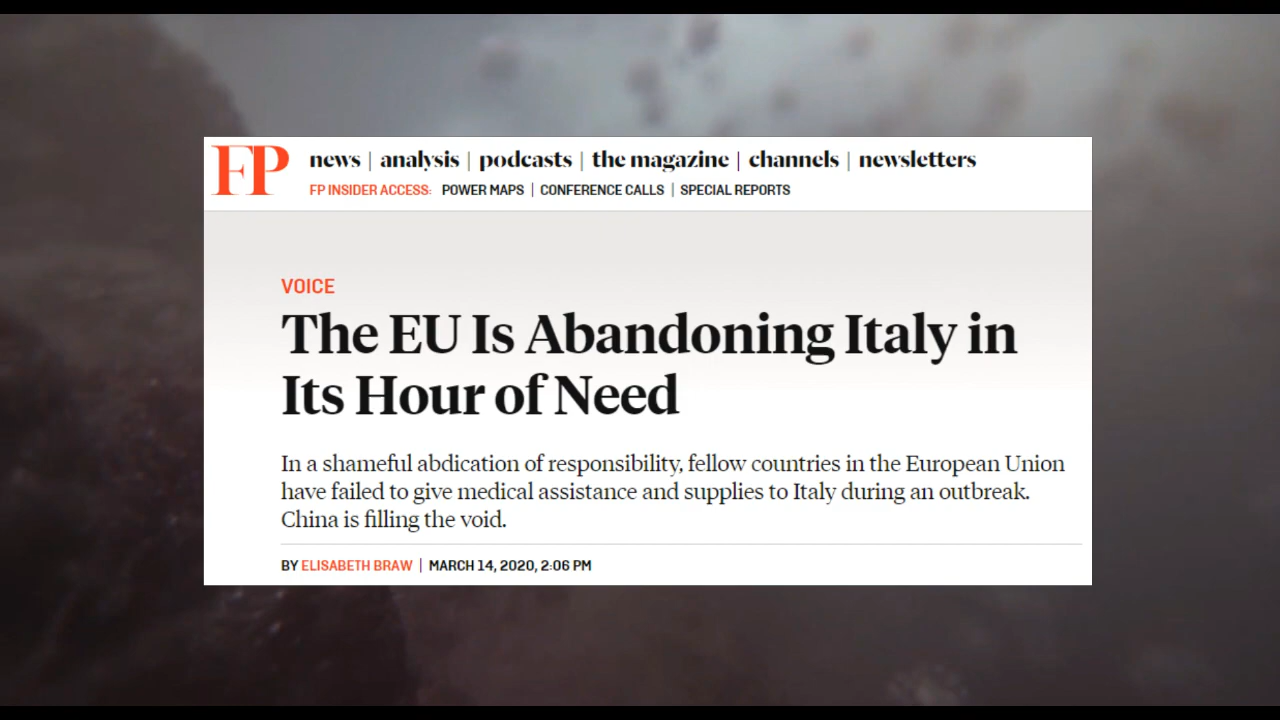 FP
news | analysis | podcasts | the magazine | channels | newsletters
FP INSIDER ACCESS: POWER MAPS | CONFERENCE CALLS | SPECIAL REPORTS
VOICE
The EU Is Abandoning Italy in
Its Hour of Need
In a shameful abdication of responsibility, fellow countries in the European Union
have failed to give medical assistance and supplies to Italy during an outbreak.
China is filling the void.
BY ELISABETH BRAW | MARCH 14, 2020, 2:06 PM